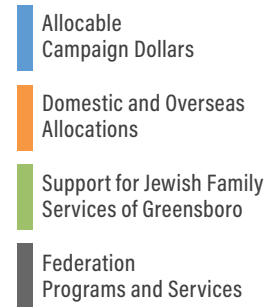 Allocable
Campaign Dollars
Domestic and Overseas
Allocations
Support for Jewish Family
Services of Greensboro
Federation
Programs and Services